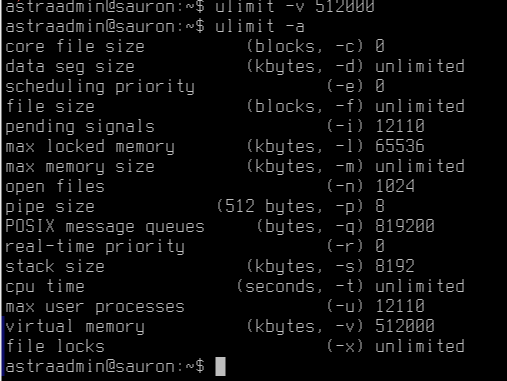 astraadmin@sauron:~$ ulimit -v 512000
astraadmin@sauron:~$ ulimit -a
core file size (blocks, -c) 0
data seg size (kbytes, -d) unlimited
scheduling priority (-e) 0
file size (blocks, -f) unlimited
pending signals (-i) 12110
max locked memory (kbytes, -l) 65536
max memory size (kbytes, -m) unlimited
open files (-n) 1024
pipe size (512 bytes, -p) 8
POSIX message queues (bytes, -q) 819200
real-time priority (-r) 0
stack size (kbytes, -s) 8192
cpu time (seconds, -t) unlimited
max user processes (-u) 12110
virtual memory (kbytes, -v) 512000
file locks (-x) unlimited
astraadmin@sauron:~$